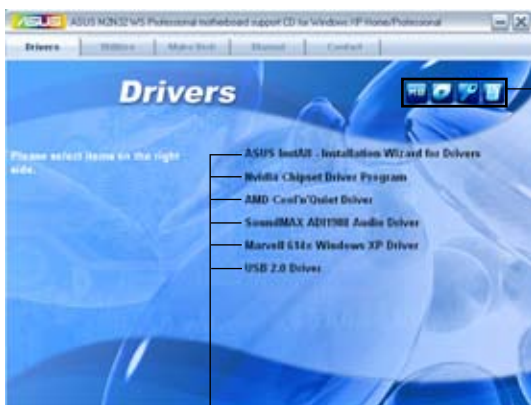 ASUS M2N32 WS Professional motherboard support CD for Windows XP Home/Professional
Drivers Utilities Make Disk Manual Contact
Drivers
Please select items on the right
side.
ASUS InstAll - Installation Wizard for Drivers
Nvidia Chipset Driver Program
AMD Cool'n'Quiet Driver
SoundMAX ADI1988 Audio Driver
Marvell 614x Windows XP Driver
USB 2.0 Driver